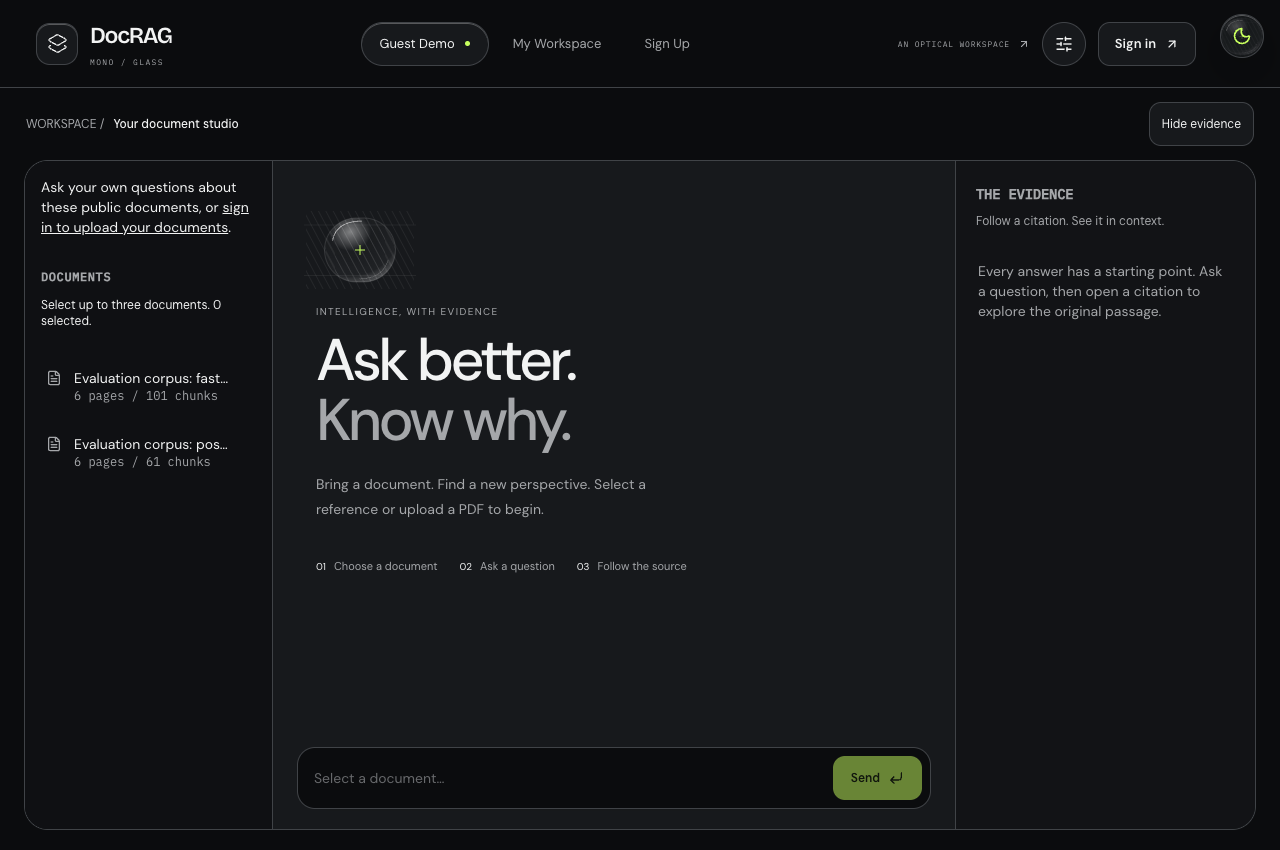 DocRAG
MONO / GLASS
Guest Demo
My Workspace
Sign Up
AN OPTICAL WORKSPACE
Sign in
WORKSPACE / Your document studio
Hide evidence
Ask your own questions about
these public documents, or sign
in to upload your documents.
DOCUMENTS
Select up to three documents. 0
selected.
Evaluation corpus: fast…
6 pages / 101 chunks
Evaluation corpus: pos…
6 pages / 61 chunks
INTELLIGENCE, WITH EVIDENCE
Ask better.
Know why.
Bring a document. Find a new perspective. Select a
reference or upload a PDF to begin.
01 Choose a document
02 Ask a question
03 Follow the source
Select a document…
Send
THE EVIDENCE
Follow a citation. See it in context.
Every answer has a starting point. Ask
a question, then open a citation to
explore the original passage.